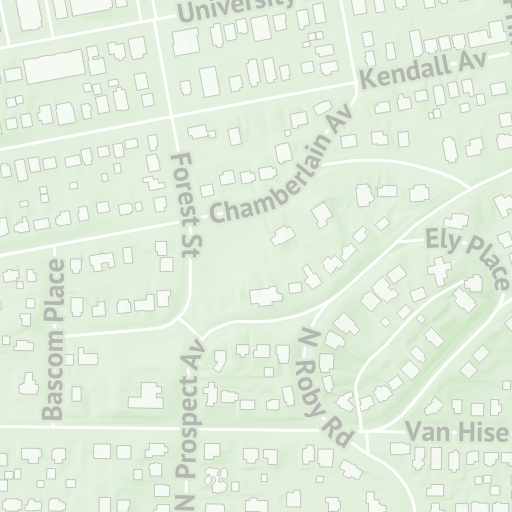 University
Kendall Av
Chamberlain Av
Forest St
Ely Place
Bascom Place
N Prospect Av
N Roby Rd
Van Hise